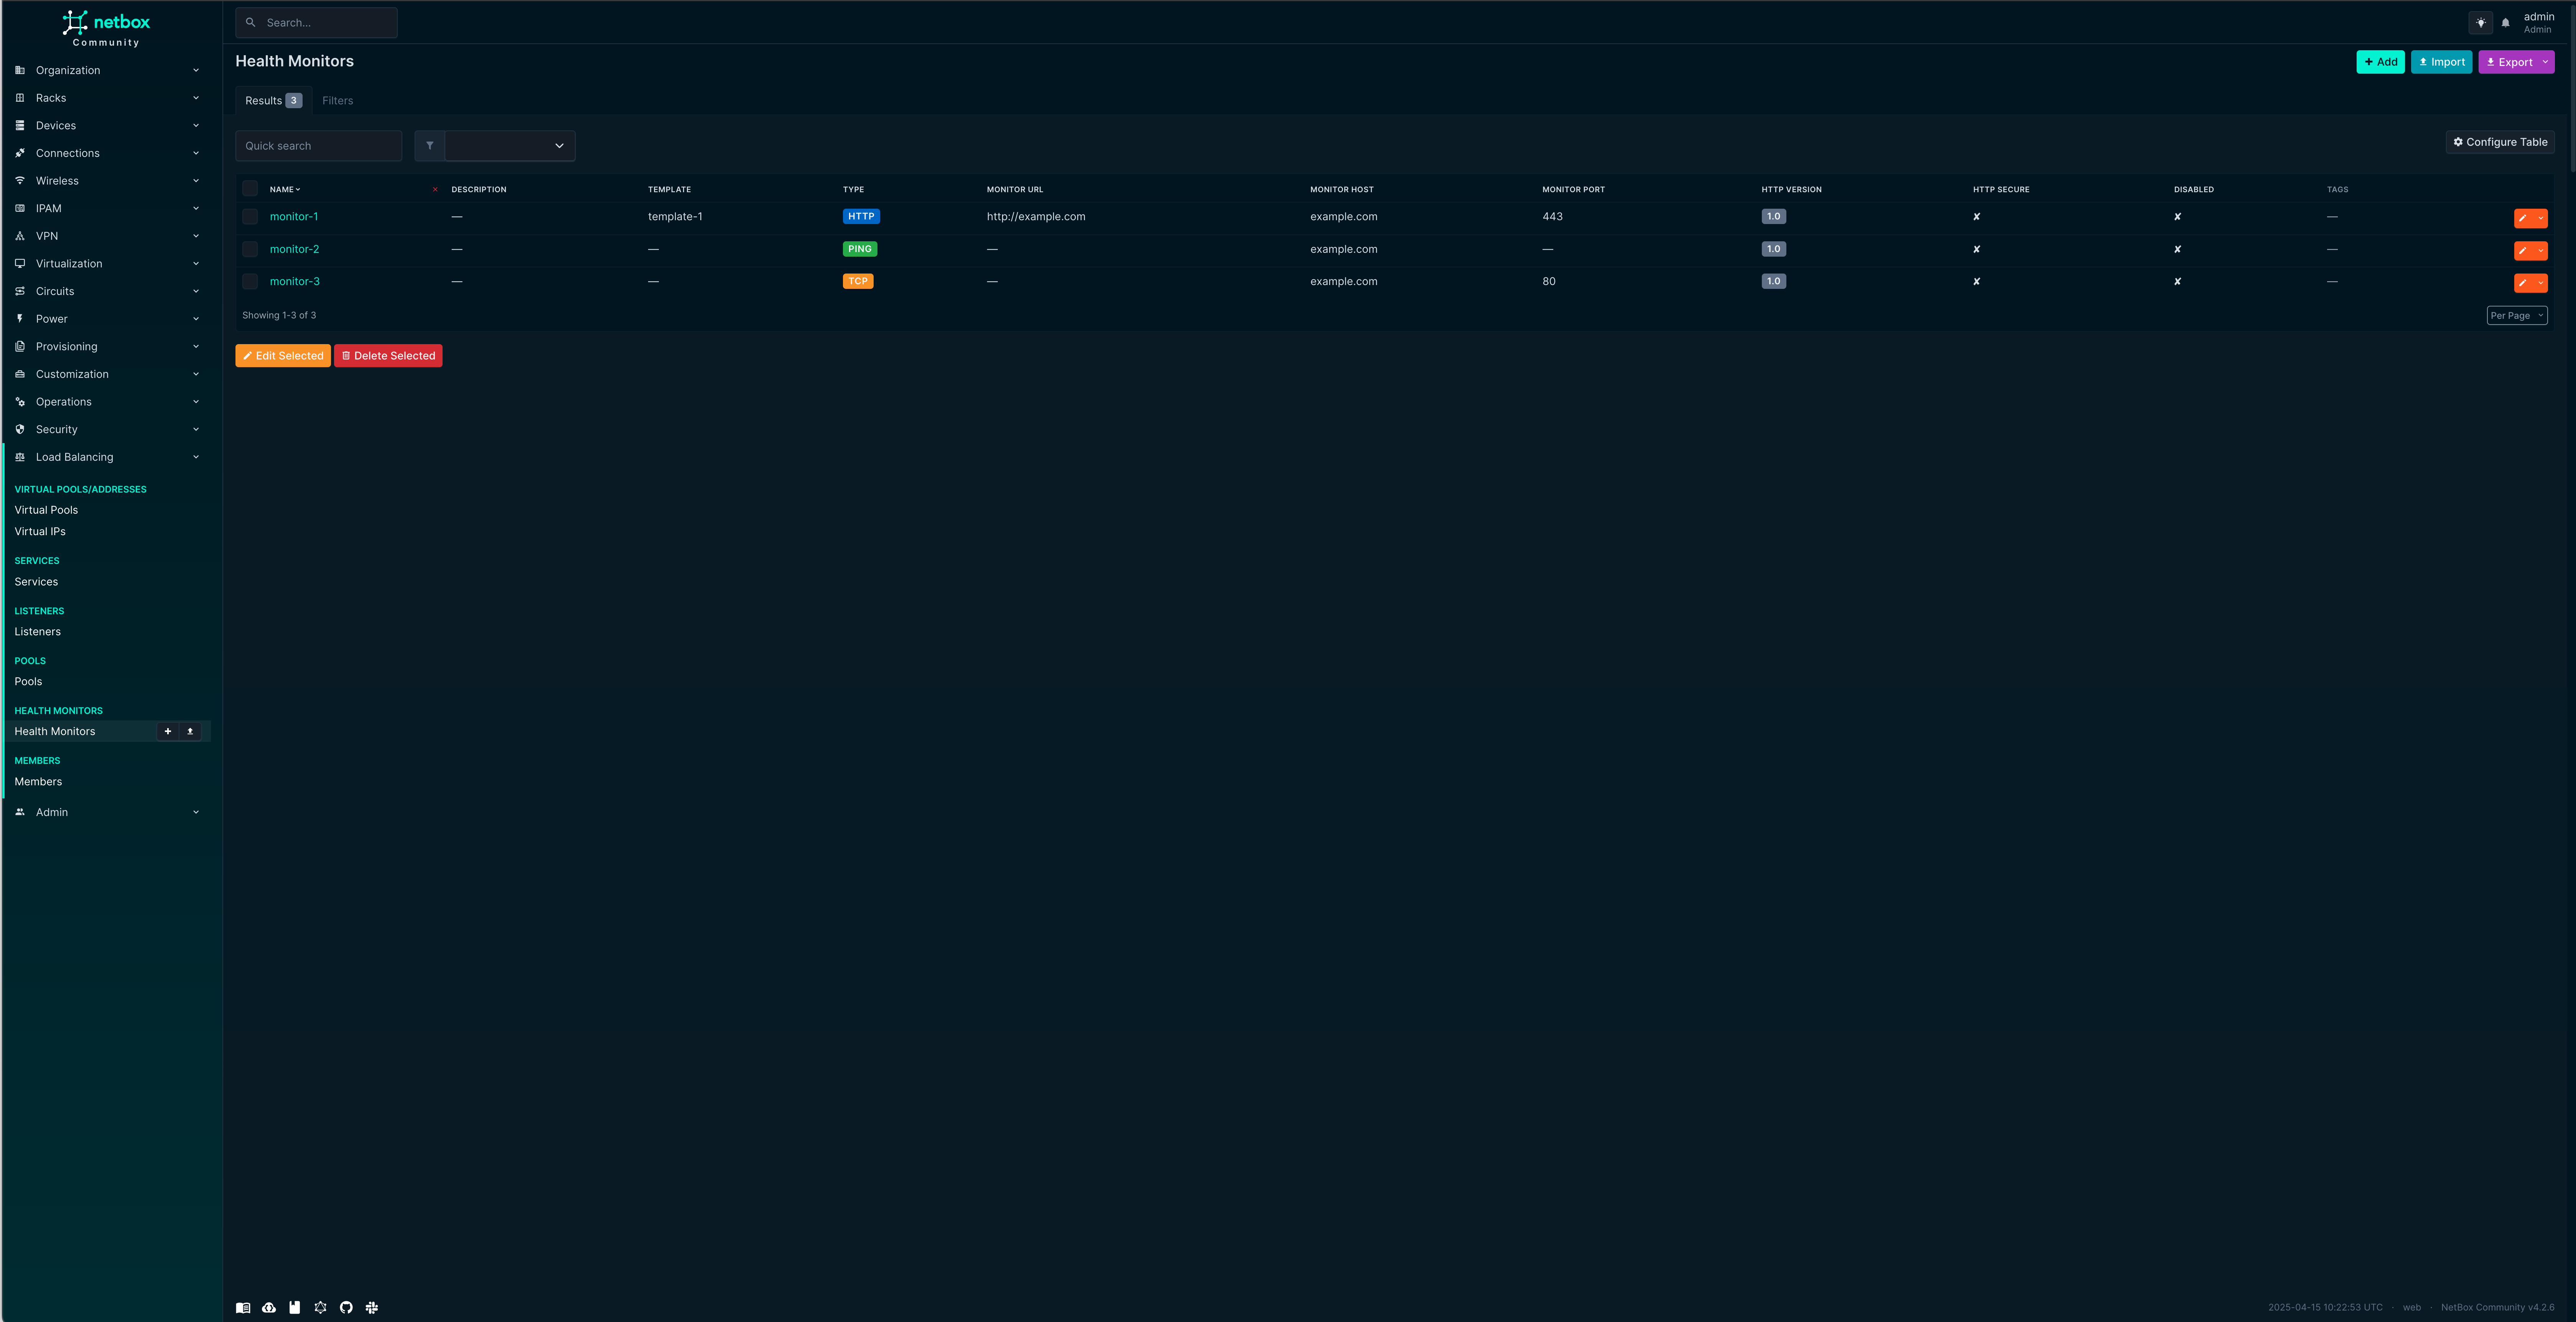 netbox
Community
Search...
admin
Admin
Organization
Racks
Devices
Connections
Wireless
IPAM
VPN
Virtualization
Circuits
Power
Provisioning
Customization
Operations
Security
Load Balancing
VIRTUAL POOLS/ADDRESSES
Virtual Pools
Virtual IPs
SERVICES
Services
LISTENERS
Listeners
POOLS
Pools
HEALTH MONITORS
Health Monitors
MEMBERS
Members
Admin
Health Monitors
+ Add Import Export
Results 3 Filters
Quick search
Configure Table
NAME DESCRIPTION TEMPLATE TYPE MONITOR URL MONITOR HOST MONITOR PORT HTTP VERSION HTTP SECURE DISABLED TAGS
monitor-1 — template-1 HTTP http://example.com example.com 443 1.0 ✘ ✘ —
monitor-2 — — PING — example.com — 1.0 ✘ ✘ —
monitor-3 — — TCP — example.com 80 1.0 ✘ ✘ —
Showing 1-3 of 3 Per Page
Edit Selected Delete Selected
2025-04-15 10:22:53 UTC · web · NetBox Community v4.2.6